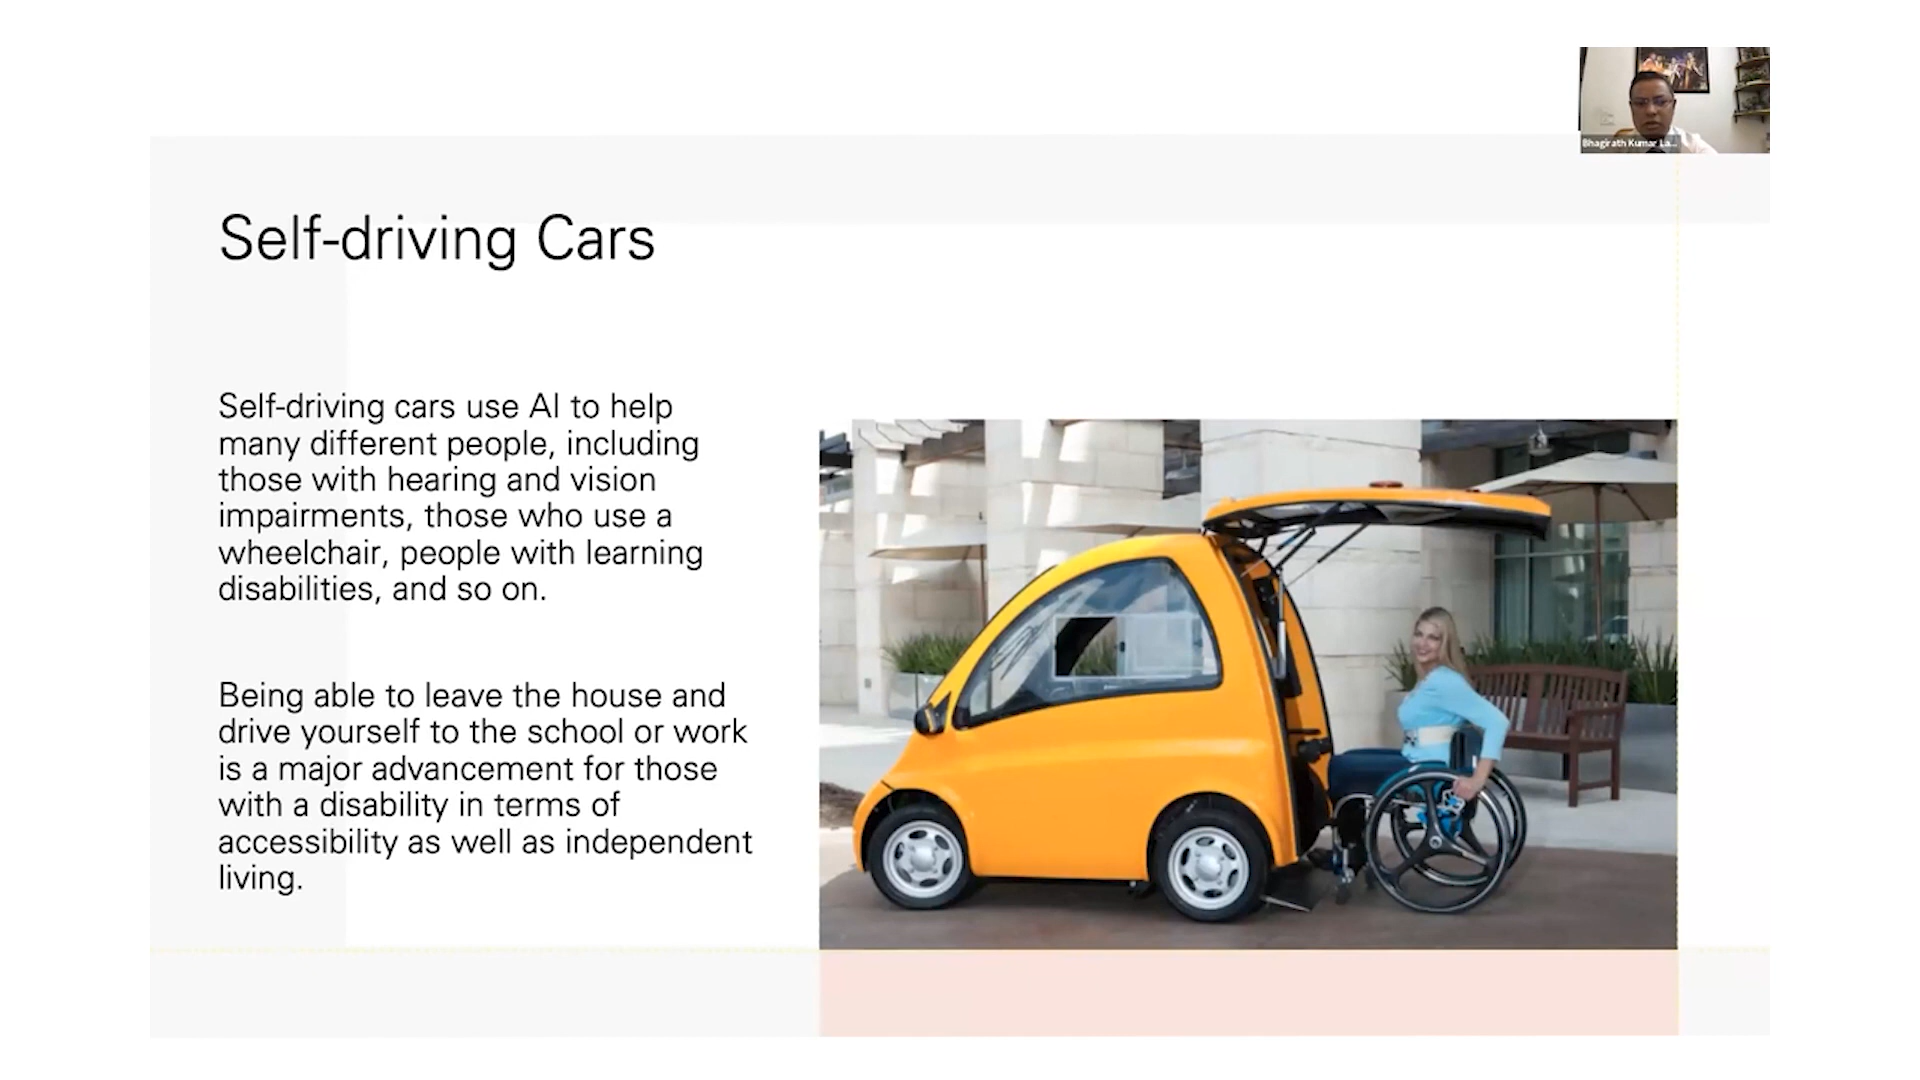 Bhagirath Kumar La...
Self-driving Cars
Self-driving cars use AI to help
many different people, including
those with hearing and vision
impairments, those who use a
wheelchair, people with learning
disabilities, and so on.
Being able to leave the house and
drive yourself to the school or work
is a major advancement for those
with a disability in terms of
accessibility as well as independent
living.